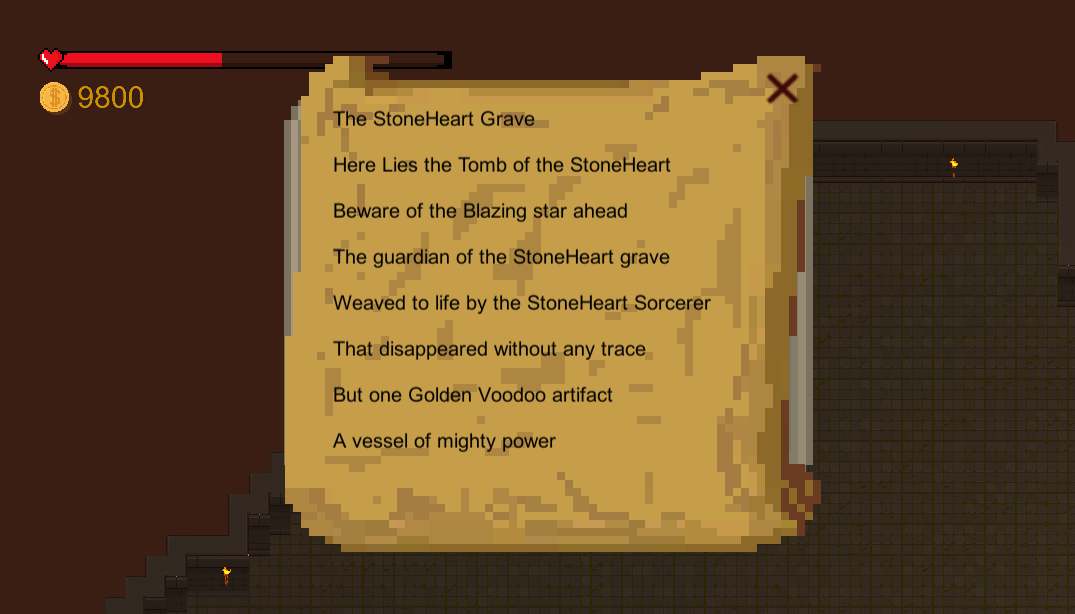 9800
The StoneHeart Grave
Here Lies the Tomb of the StoneHeart
Beware of the Blazing star ahead
The guardian of the StoneHeart grave
Weaved to life by the StoneHeart Sorcerer
That disappeared without any trace
But one Golden Voodoo artifact
A vessel of mighty power